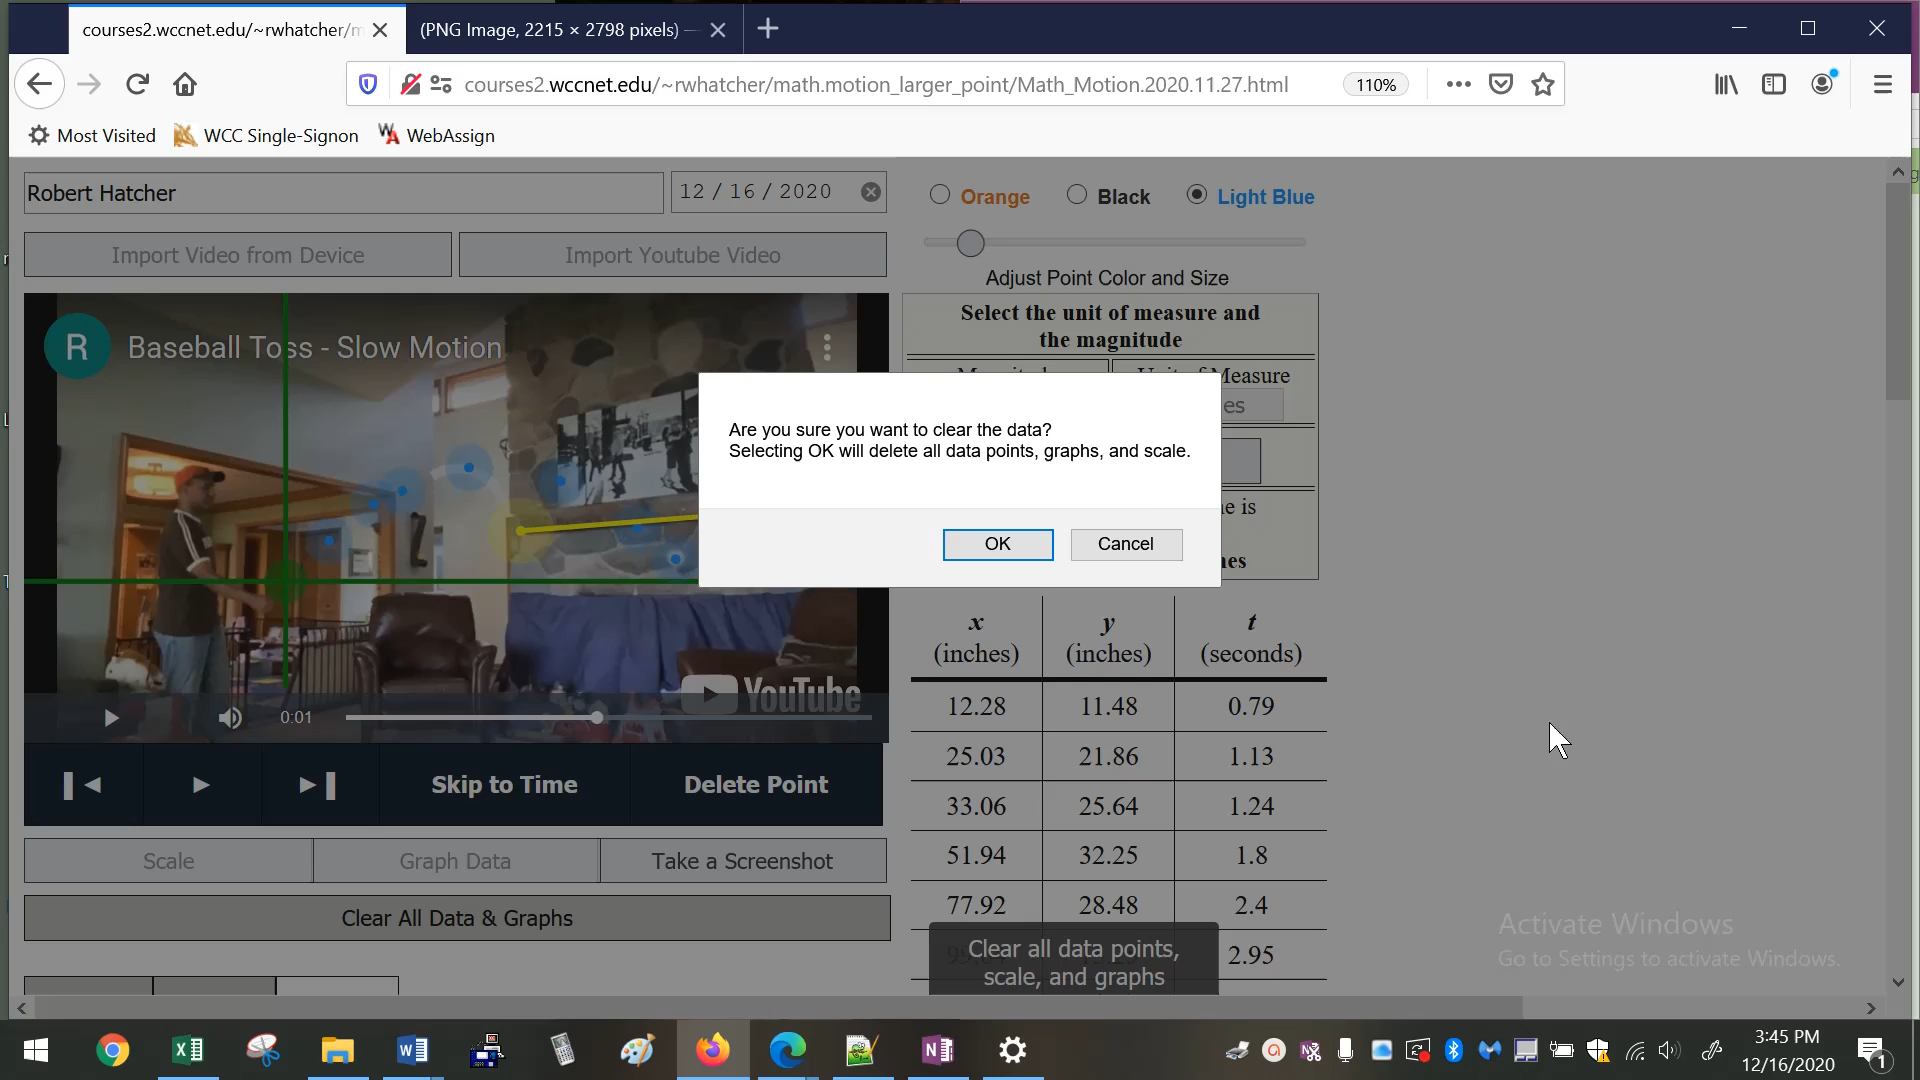 courses2.wccnet.edu/~rwhatcher/m
(PNG Image, 2215 × 2798 pixels) —
courses2.wccnet.edu/~rwhatcher/math.motion_larger_point/Math_Motion.2020.11.27.html
110%
Most Visited
WCC Single-Signon
WebAssign
Robert Hatcher
12 / 16 / 2020
Orange
Black
Light Blue
Import Video from Device
Import Youtube Video
Adjust Point Color and Size
Select the unit of measure and
the magnitude
R
Baseball Toss - Slow Motion
Measure
es
Are you sure you want to clear the data?
Selecting OK will delete all data points, graphs, and scale.
OK
Cancel
e is
es
x
(inches)
y
(inches)
t
(seconds)
12.28 11.48 0.79
25.03 21.86 1.13
33.06 25.64 1.24
51.94 32.25 1.8
77.92 28.48 2.4
2.95
YouTube
0:01
Skip to Time
Delete Point
Scale
Graph Data
Take a Screenshot
Clear All Data & Graphs
Clear all data points,
scale, and graphs
Activate Windows
Go to Settings to activate Windows.
3:45 PM
12/16/2020
1